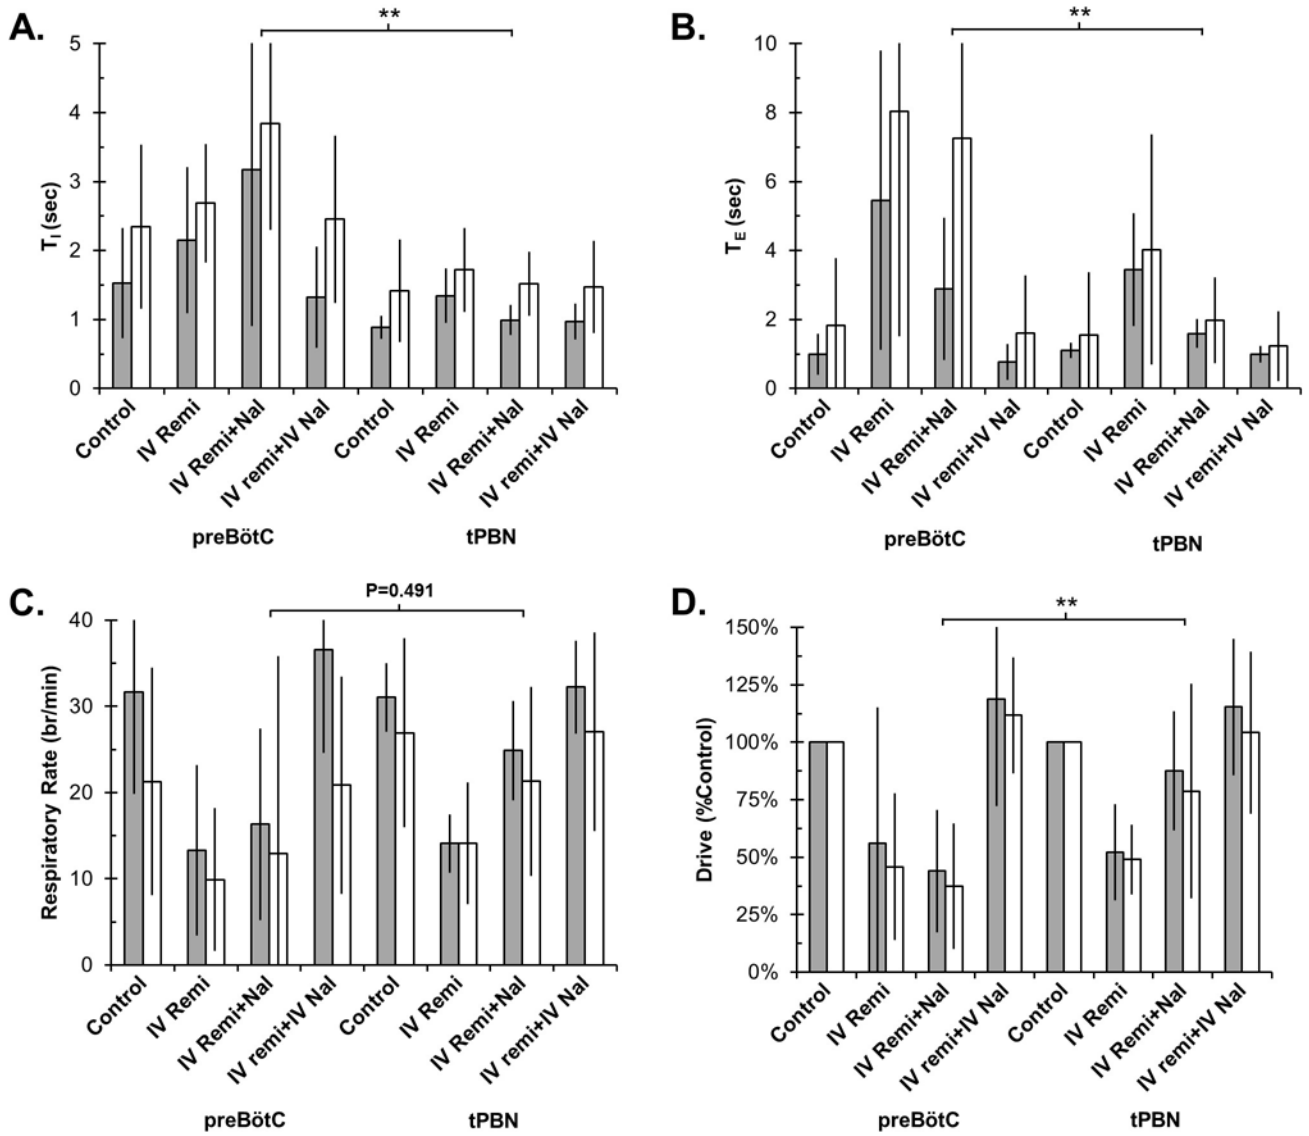 A.
**
5
4
3
2
1
0
T_I (sec)
Control
IV Remi
IV Remi+Nal
IV remi+IV Nal
Control
IV Remi
IV Remi+Nal
IV remi+IV Nal
preBötC
tPBN
B.
**
10
8
6
4
2
0
T_E (sec)
Control
IV Remi
IV Remi+Nal
IV remi+IV Nal
Control
IV Remi
IV Remi+Nal
IV remi+IV Nal
preBötC
tPBN
C.
P=0.491
40
30
20
10
0
Respiratory Rate (br/min)
Control
IV Remi
IV Remi+Nal
IV remi+IV Nal
Control
IV Remi
IV Remi+Nal
IV remi+IV Nal
preBötC
tPBN
D.
**
150%
125%
100%
75%
50%
25%
0%
Drive (%Control)
Control
IV Remi
IV Remi+Nal
IV remi+IV Nal
Control
IV Remi
IV Remi+Nal
IV remi+IV Nal
preBötC
tPBN